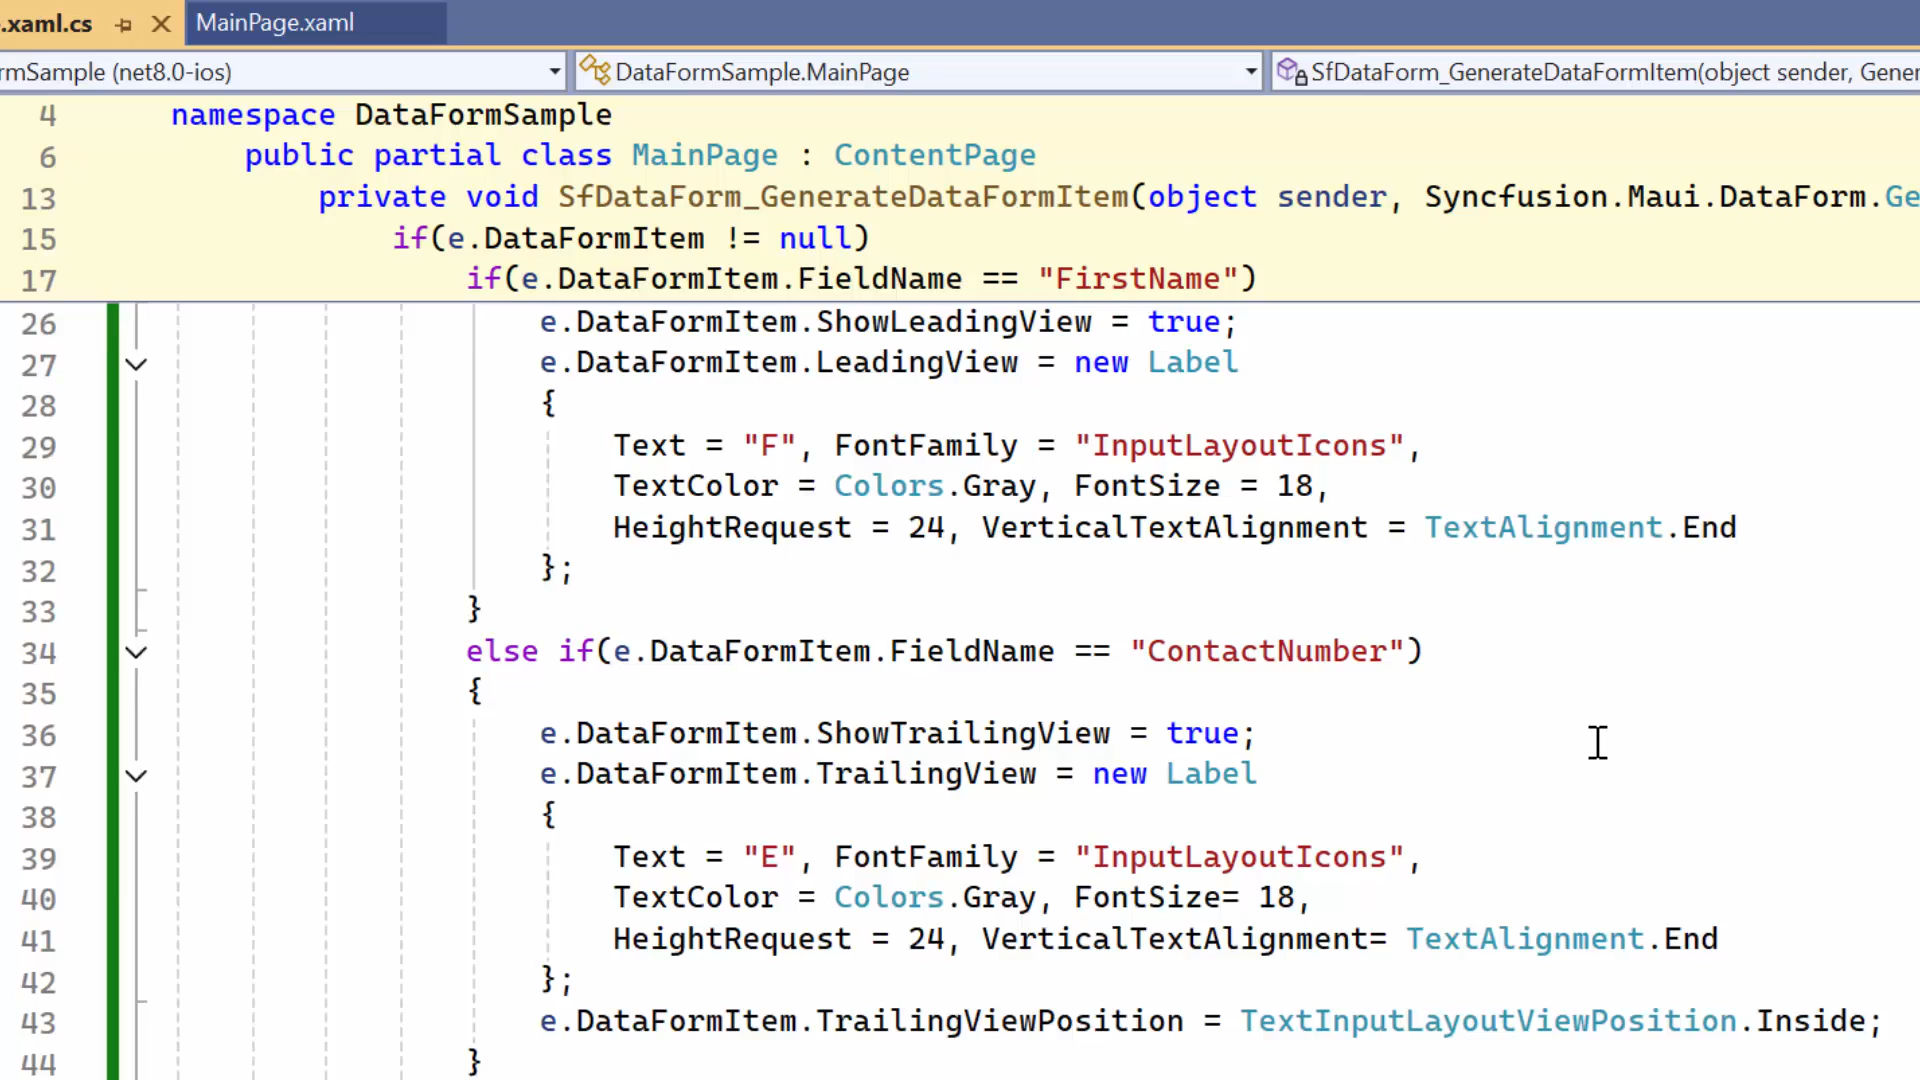 .xaml.cs MainPage.xaml
rmSample (net8.0-ios) DataFormSample.MainPage SfDataForm_GenerateDataFormItem(object sender, Gener
4 namespace DataFormSample
6 public partial class MainPage : ContentPage
13 private void SfDataForm_GenerateDataFormItem(object sender, Syncfusion.Maui.DataForm.Ge
15 if(e.DataFormItem != null)
17 if(e.DataFormItem.FieldName == "FirstName")
26 e.DataFormItem.ShowLeadingView = true;
27 e.DataFormItem.LeadingView = new Label
28 {
29 Text = "F", FontFamily = "InputLayoutIcons",
30 TextColor = Colors.Gray, FontSize = 18,
31 HeightRequest = 24, VerticalTextAlignment = TextAlignment.End
32 };
33 }
34 else if(e.DataFormItem.FieldName == "ContactNumber")
35 {
36 e.DataFormItem.ShowTrailingView = true;
37 e.DataFormItem.TrailingView = new Label
38 {
39 Text = "E", FontFamily = "InputLayoutIcons",
40 TextColor = Colors.Gray, FontSize= 18,
41 HeightRequest = 24, VerticalTextAlignment= TextAlignment.End
42 };
43 e.DataFormItem.TrailingViewPosition = TextInputLayoutViewPosition.Inside;
44 }